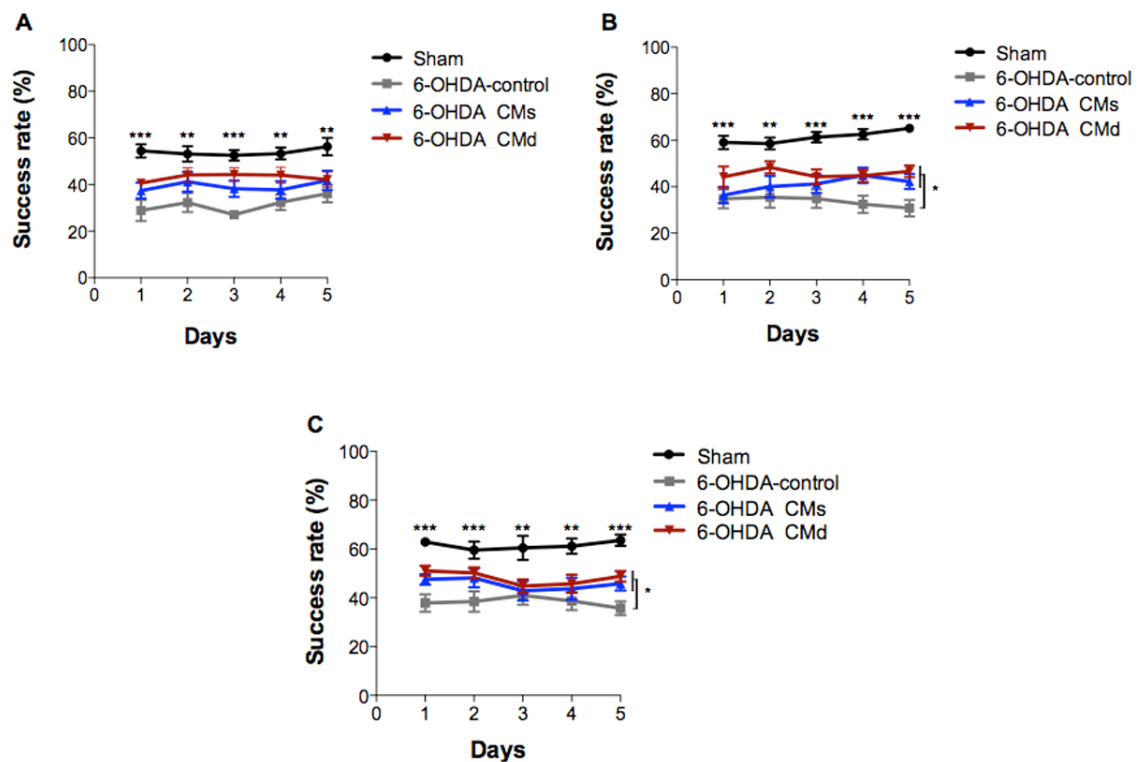 A
Success rate (%)
100
80
60
40
20
0
*** ** *** ** **
0 1 2 3 4 5
Days
Sham
6-OHDA-control
6-OHDA CMs
6-OHDA CMd
B
Success rate (%)
100
80
60
40
20
0
*** ** *** *** ***
*
0 1 2 3 4 5
Days
Sham
6-OHDA-control
6-OHDA CMs
6-OHDA CMd
C
Success rate (%)
100
80
60
40
20
0
*** *** ** ** ***
*
0 1 2 3 4 5
Days
Sham
6-OHDA-control
6-OHDA CMs
6-OHDA CMd